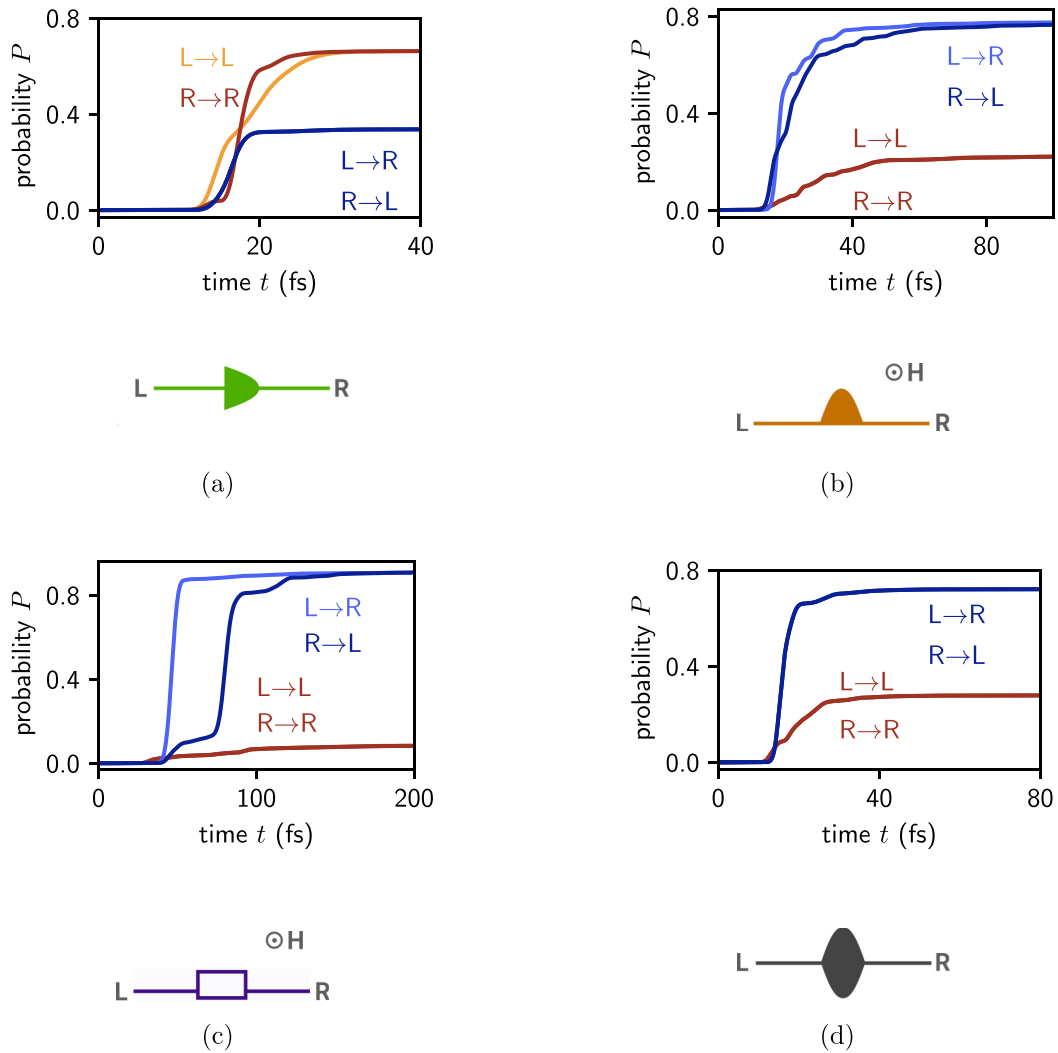 0.8
0.4
0.0
probability P
L→L
R→R
L→R
R→L
0 20 40
time t (fs)
L R
(a)
0.8
0.4
0.0
probability P
L→R
R→L
L→L
R→R
0 40 80
time t (fs)
⊙H
L R
(b)
0.8
0.4
0.0
probability P
L→R
R→L
L→L
R→R
0 100 200
time t (fs)
⊙H
L R
(c)
0.8
0.4
0.0
probability P
L→R
R→L
L→L
R→R
0 40 80
time t (fs)
L R
(d)